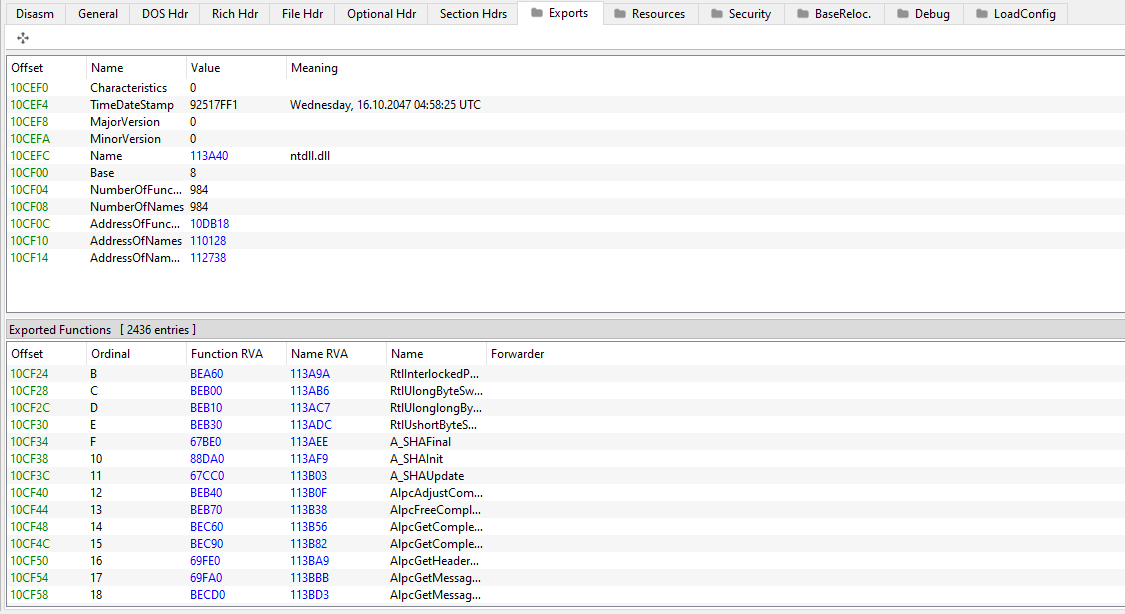 Disasm General DOS Hdr Rich Hdr File Hdr Optional Hdr Section Hdrs Exports Resources Security BaseReloc. Debug LoadConfig
Offset Name Value Meaning
10CEF0 Characteristics 0
10CEF4 TimeDateStamp 92517FF1 Wednesday, 16.10.2047 04:58:25 UTC
10CEF8 MajorVersion 0
10CEFA MinorVersion 0
10CEFC Name 113A40 ntdll.dll
10CF00 Base 8
10CF04 NumberOfFunc... 984
10CF08 NumberOfNames 984
10CF0C AddressOfFunc... 10DB18
10CF10 AddressOfNames 110128
10CF14 AddressOfNam... 112738
Exported Functions [ 2436 entries ]
Offset Ordinal Function RVA Name RVA Name Forwarder
10CF24 B BEA60 113A9A RtlInterlockedP...
10CF28 C BEB00 113AB6 RtlUlongByteSw...
10CF2C D BEB10 113AC7 RtlUlonglongBy...
10CF30 E BEB30 113ADC RtlUshortByteS...
10CF34 F 67BE0 113AEE A_SHAFinal
10CF38 10 88DA0 113AF9 A_SHAInit
10CF3C 11 67CC0 113B03 A_SHAUpdate
10CF40 12 BEB40 113B0F AlpcAdjustCom...
10CF44 13 BEB70 113B38 AlpcFreeCompl...
10CF48 14 BEC60 113B56 AlpcGetComple...
10CF4C 15 BEC90 113B82 AlpcGetComple...
10CF50 16 69FE0 113BA9 AlpcGetHeader...
10CF54 17 69FA0 113BBB AlpcGetMessag...
10CF58 18 BECD0 113BD3 AlpcGetMessag...